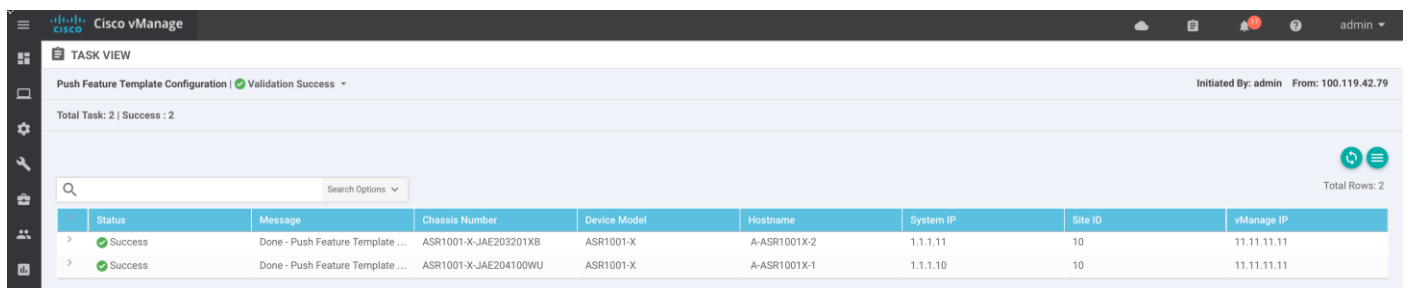 cisco Cisco vManage 17 admin
TASK VIEW
Push Feature Template Configuration | Validation Success Initiated By: admin From: 100.119.42.79
Total Task: 2 | Success : 2
Search Options Total Rows: 2
Status Message Chassis Number Device Model Hostname System IP Site ID vManage IP
Success Done - Push Feature Template ... ASR1001-X-JAE203201XB ASR1001-X A-ASR1001X-2 1.1.1.11 10 11.11.11.11
Success Done - Push Feature Template ... ASR1001-X-JAE204100WU ASR1001-X A-ASR1001X-1 1.1.1.10 10 11.11.11.11